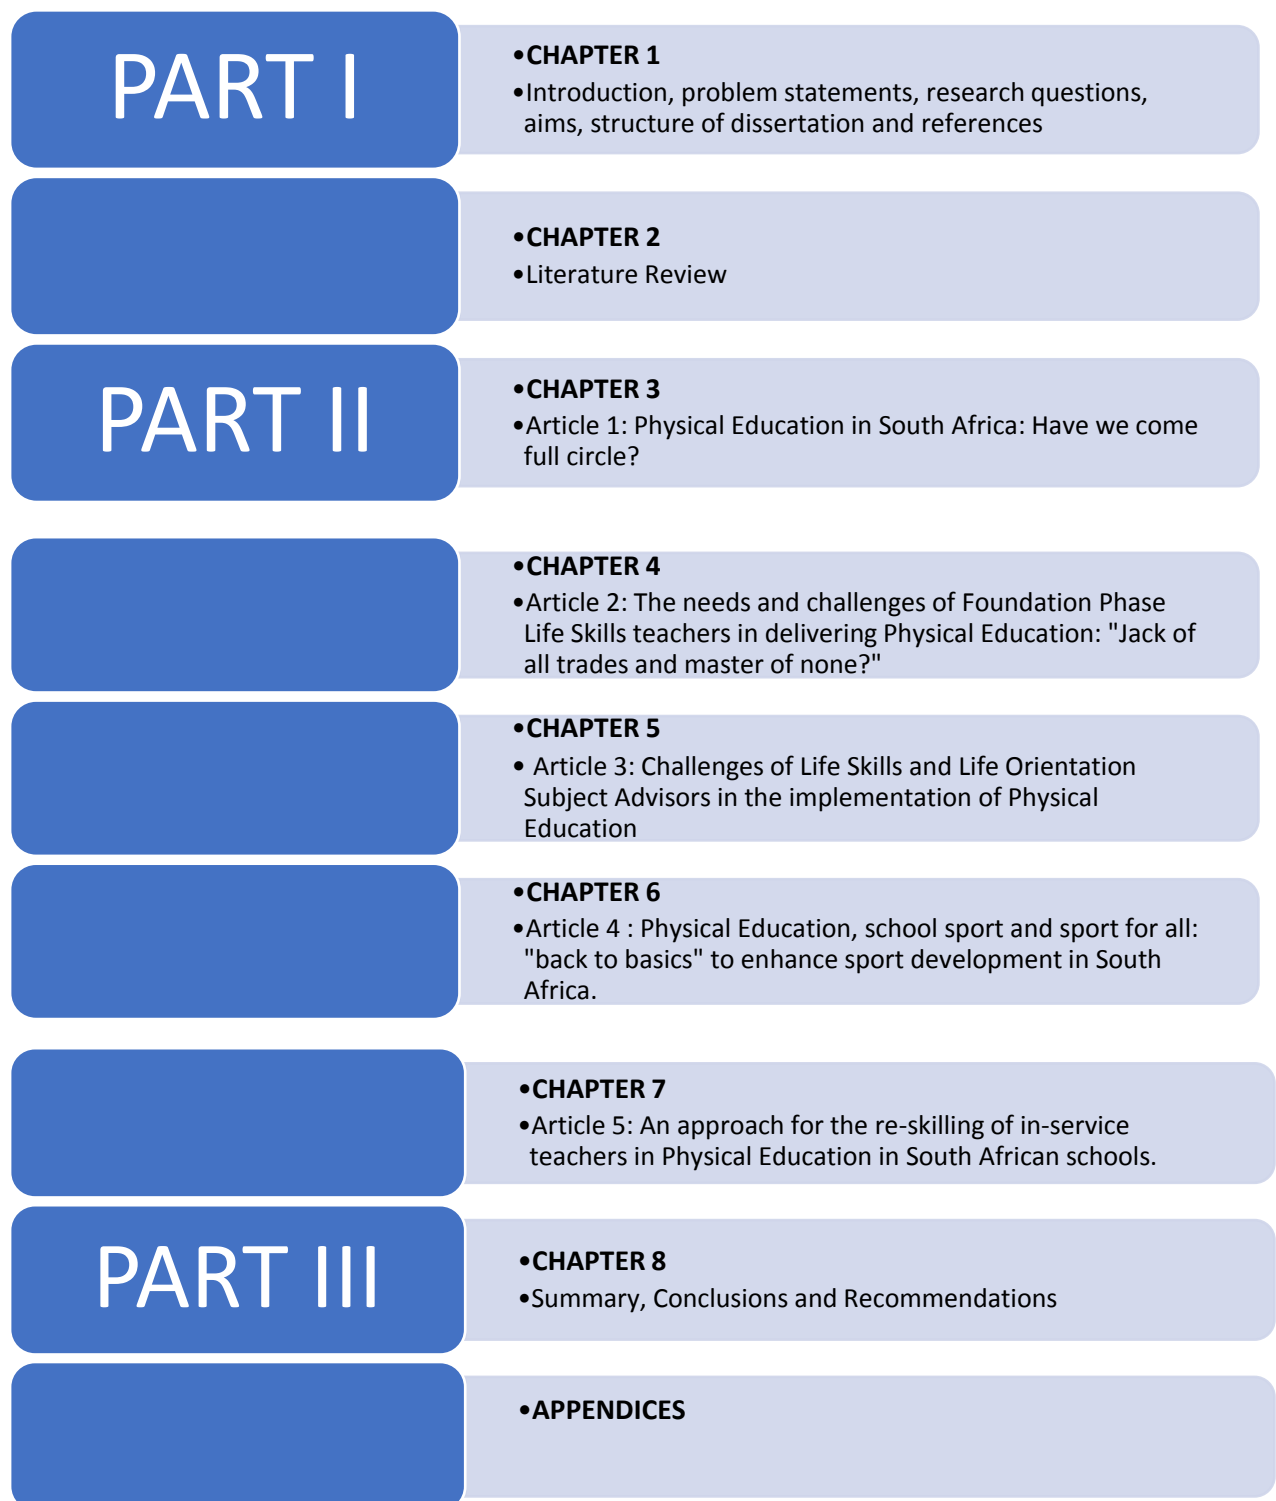 PART I
•CHAPTER 1
•Introduction, problem statements, research questions,
aims, structure of dissertation and references
•CHAPTER 2
•Literature Review
PART II
•CHAPTER 3
•Article 1: Physical Education in South Africa: Have we come
full circle?
•CHAPTER 4
•Article 2: The needs and challenges of Foundation Phase
Life Skills teachers in delivering Physical Education: "Jack of
all trades and master of none?"
•CHAPTER 5
• Article 3: Challenges of Life Skills and Life Orientation
Subject Advisors in the implementation of Physical
Education
•CHAPTER 6
•Article 4 : Physical Education, school sport and sport for all:
"back to basics" to enhance sport development in South
Africa.
•CHAPTER 7
•Article 5: An approach for the re-skilling of in-service
teachers in Physical Education in South African schools.
PART III
•CHAPTER 8
•Summary, Conclusions and Recommendations
•APPENDICES